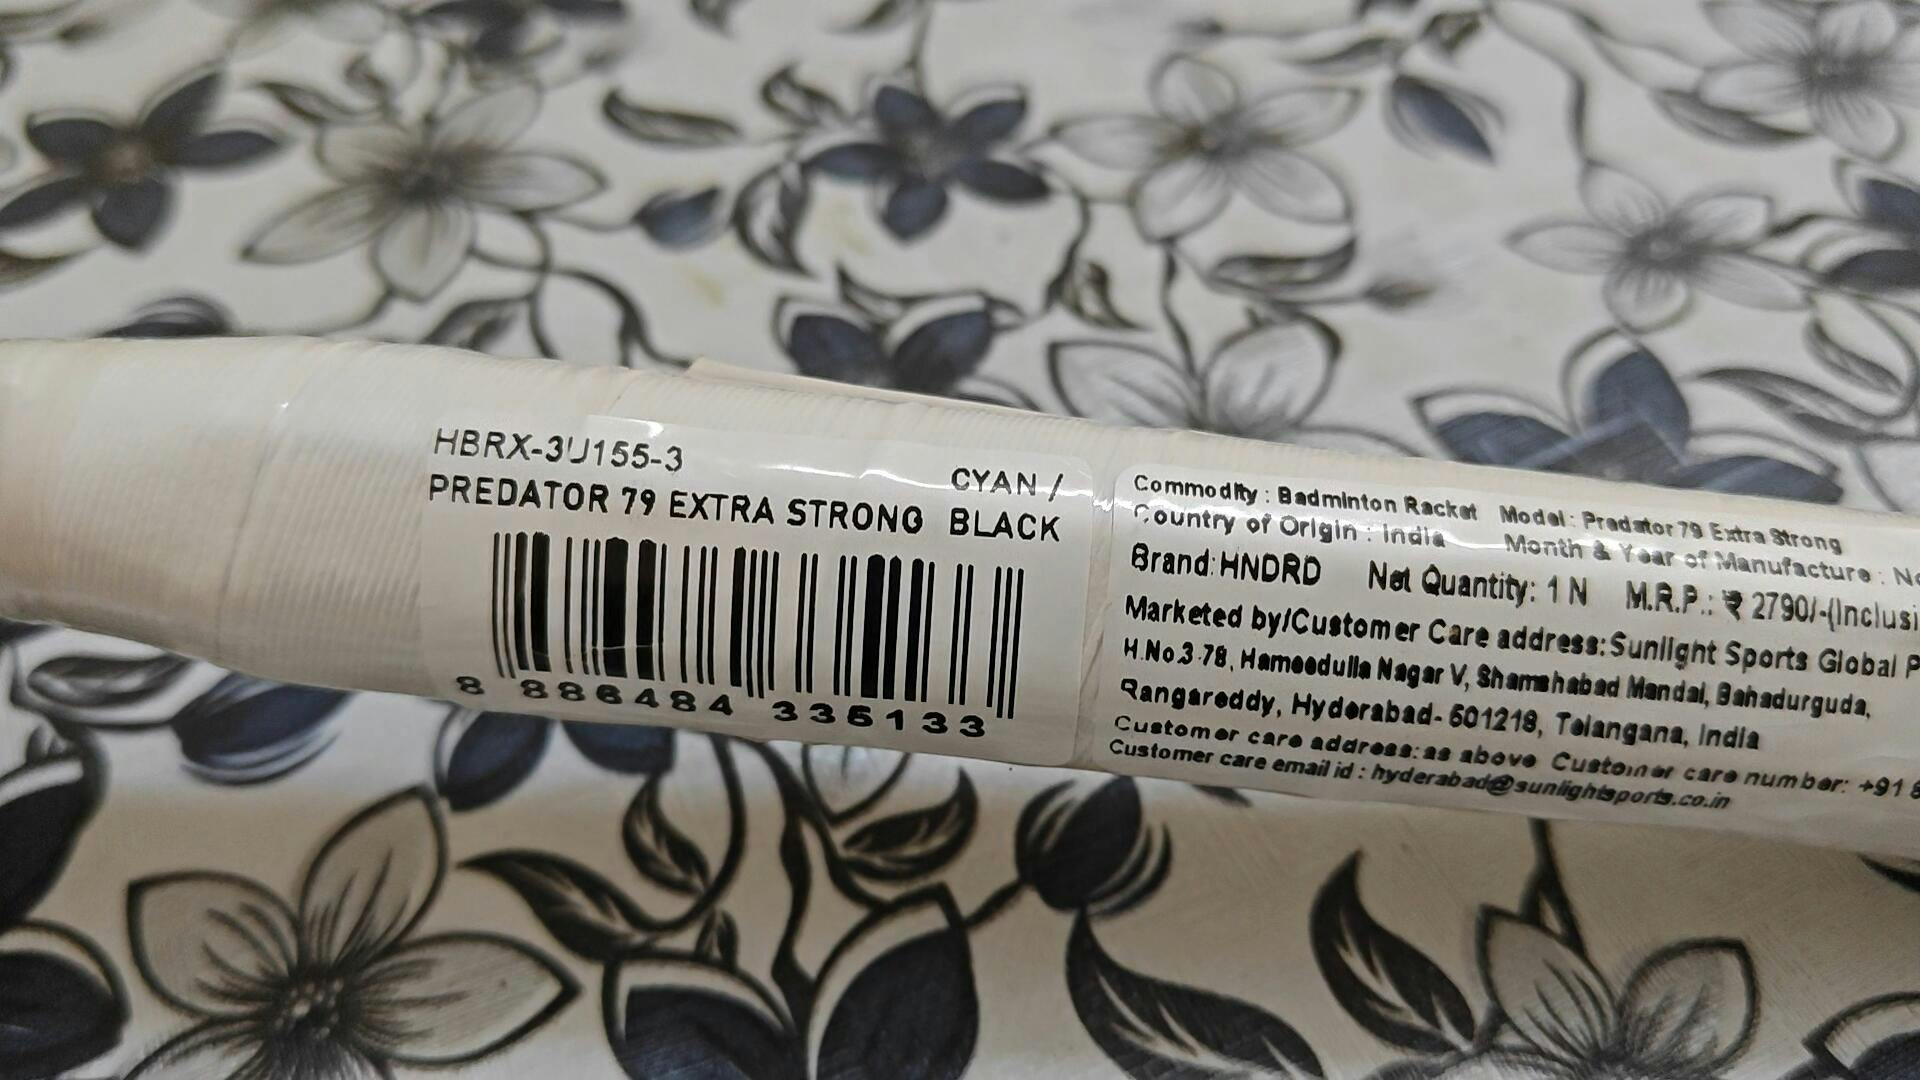 HBRX-3U155-3
CYAN /
PREDATOR 79 EXTRA STRONG BLACK
8 886484 335133
Commodity : Badminton Racket Model : Predator 79 Extra Strong
Country of Origin : India Month & Year of Manufacture :
Brand: HNDRD Net Quantity: 1 N M.R.P.: ₹ 2790/-(Inclusi
Marketed by/Customer Care address: Sunlight Sports Global P
H.No.3-78, Hameedulla Nagar V, Shamshabad Mandal, Bahadurguda,
Rangareddy, Hyderabad- 501218, Telangana, India
Customer care address: as above Customer care number: +91 8
Customer care email id : hyderabad@sunlightsports.co.in